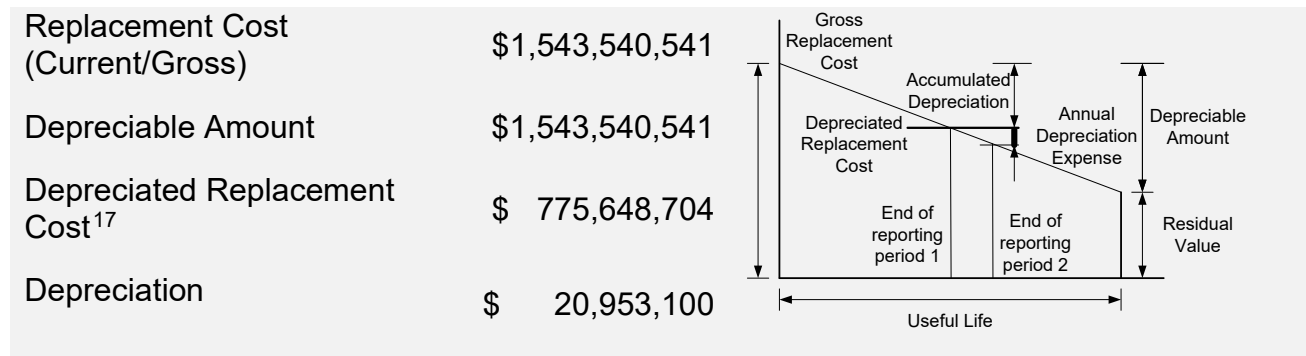 Replacement Cost
(Current/Gross) $1,543,540,541
Depreciable Amount $1,543,540,541
Depreciated Replacement
Cost17 $ 775,648,704
Depreciation $ 20,953,100
Gross
Replacement
Cost
Accumulated
Depreciation
Depreciated
Replacement
Cost
Annual
Depreciation
Expense
Depreciable
Amount
End of
reporting
period 1
End of
reporting
period 2
Residual
Value
Useful Life